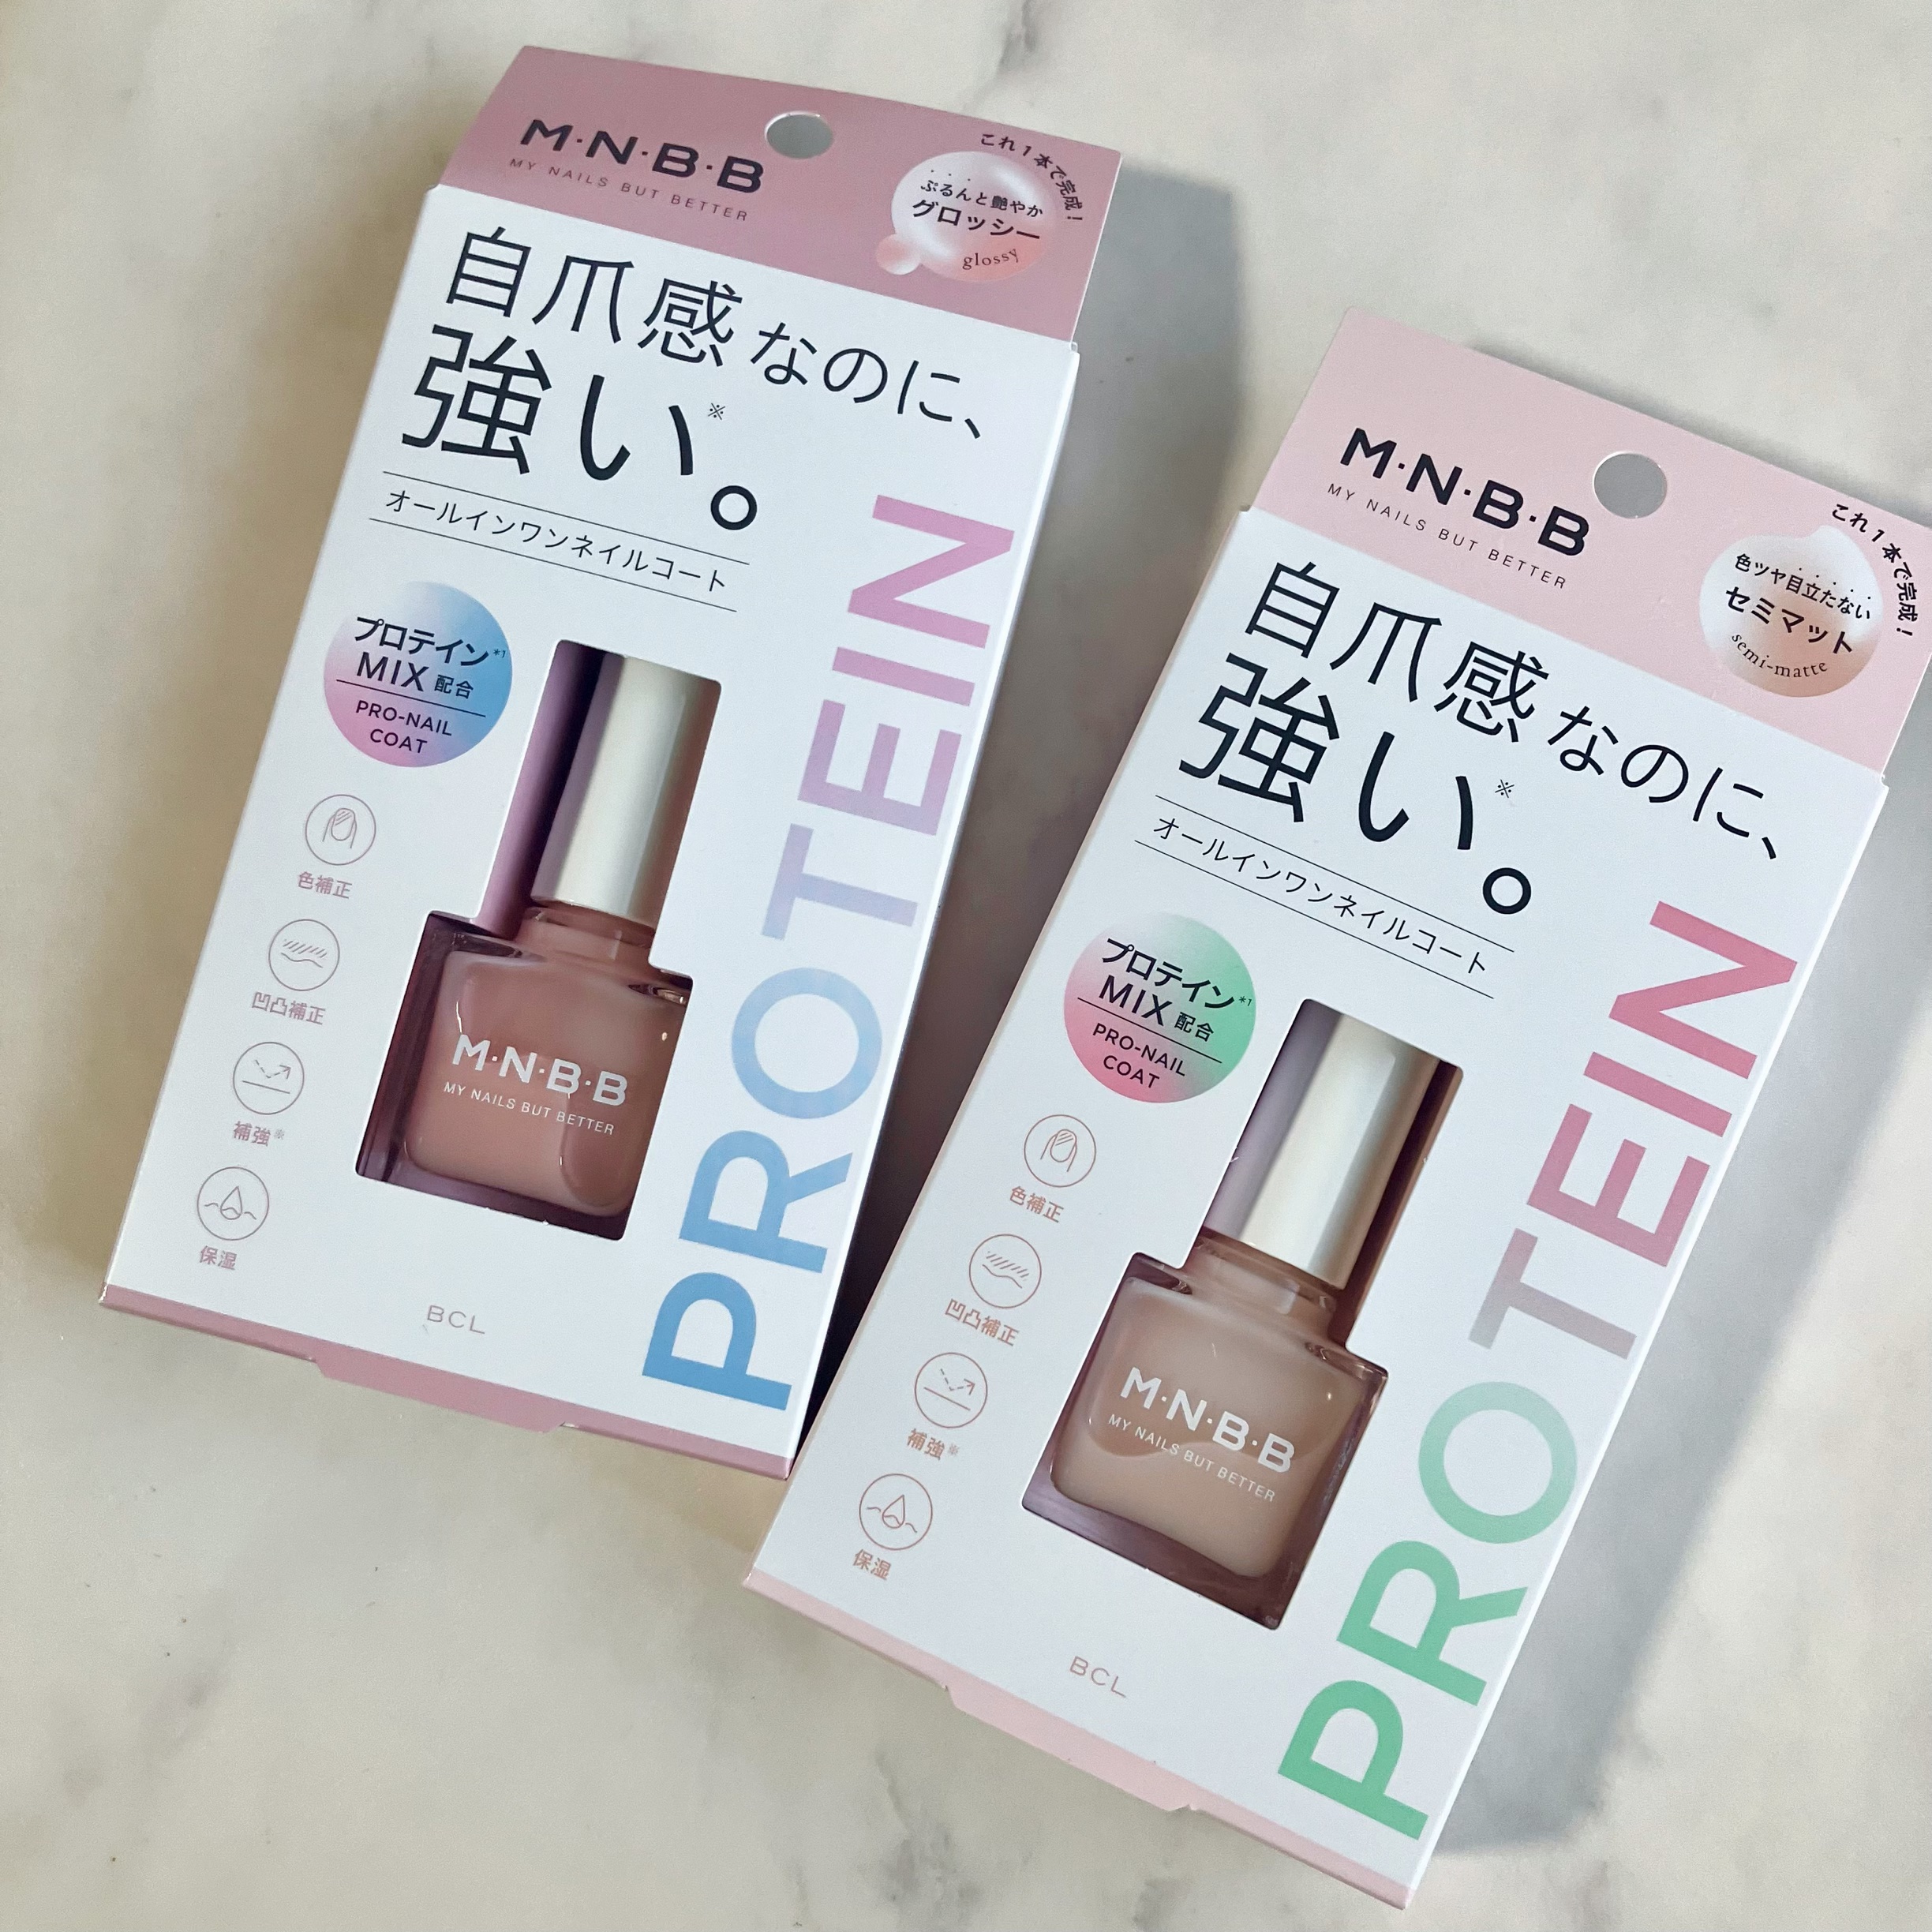 M·N·B·B
MY NAILS BUT BETTER
これ1本で完成!
ぷるんと艶やか
グロッシー
glossy
自爪感なのに、
強い※。
オールインワンネイルコート
プロテイン*1
MIX 配合
PRO-NAIL
COAT
色補正
凹凸補正
補強※
保湿
PROTEIN
M·N·B·B
MY NAILS BUT BETTER
BCL
M·N·B·B
MY NAILS BUT BETTER
これ1本で完成!
色ツヤ目立たない
セミマット
semi-matte
自爪感なのに、
強い※。
オールインワンネイルコート
プロテイン*1
MIX 配合
PRO-NAIL
COAT
色補正
凹凸補正
補強※
保湿
PROTEIN
M·N·B·B
MY NAILS BUT BETTER
BCL